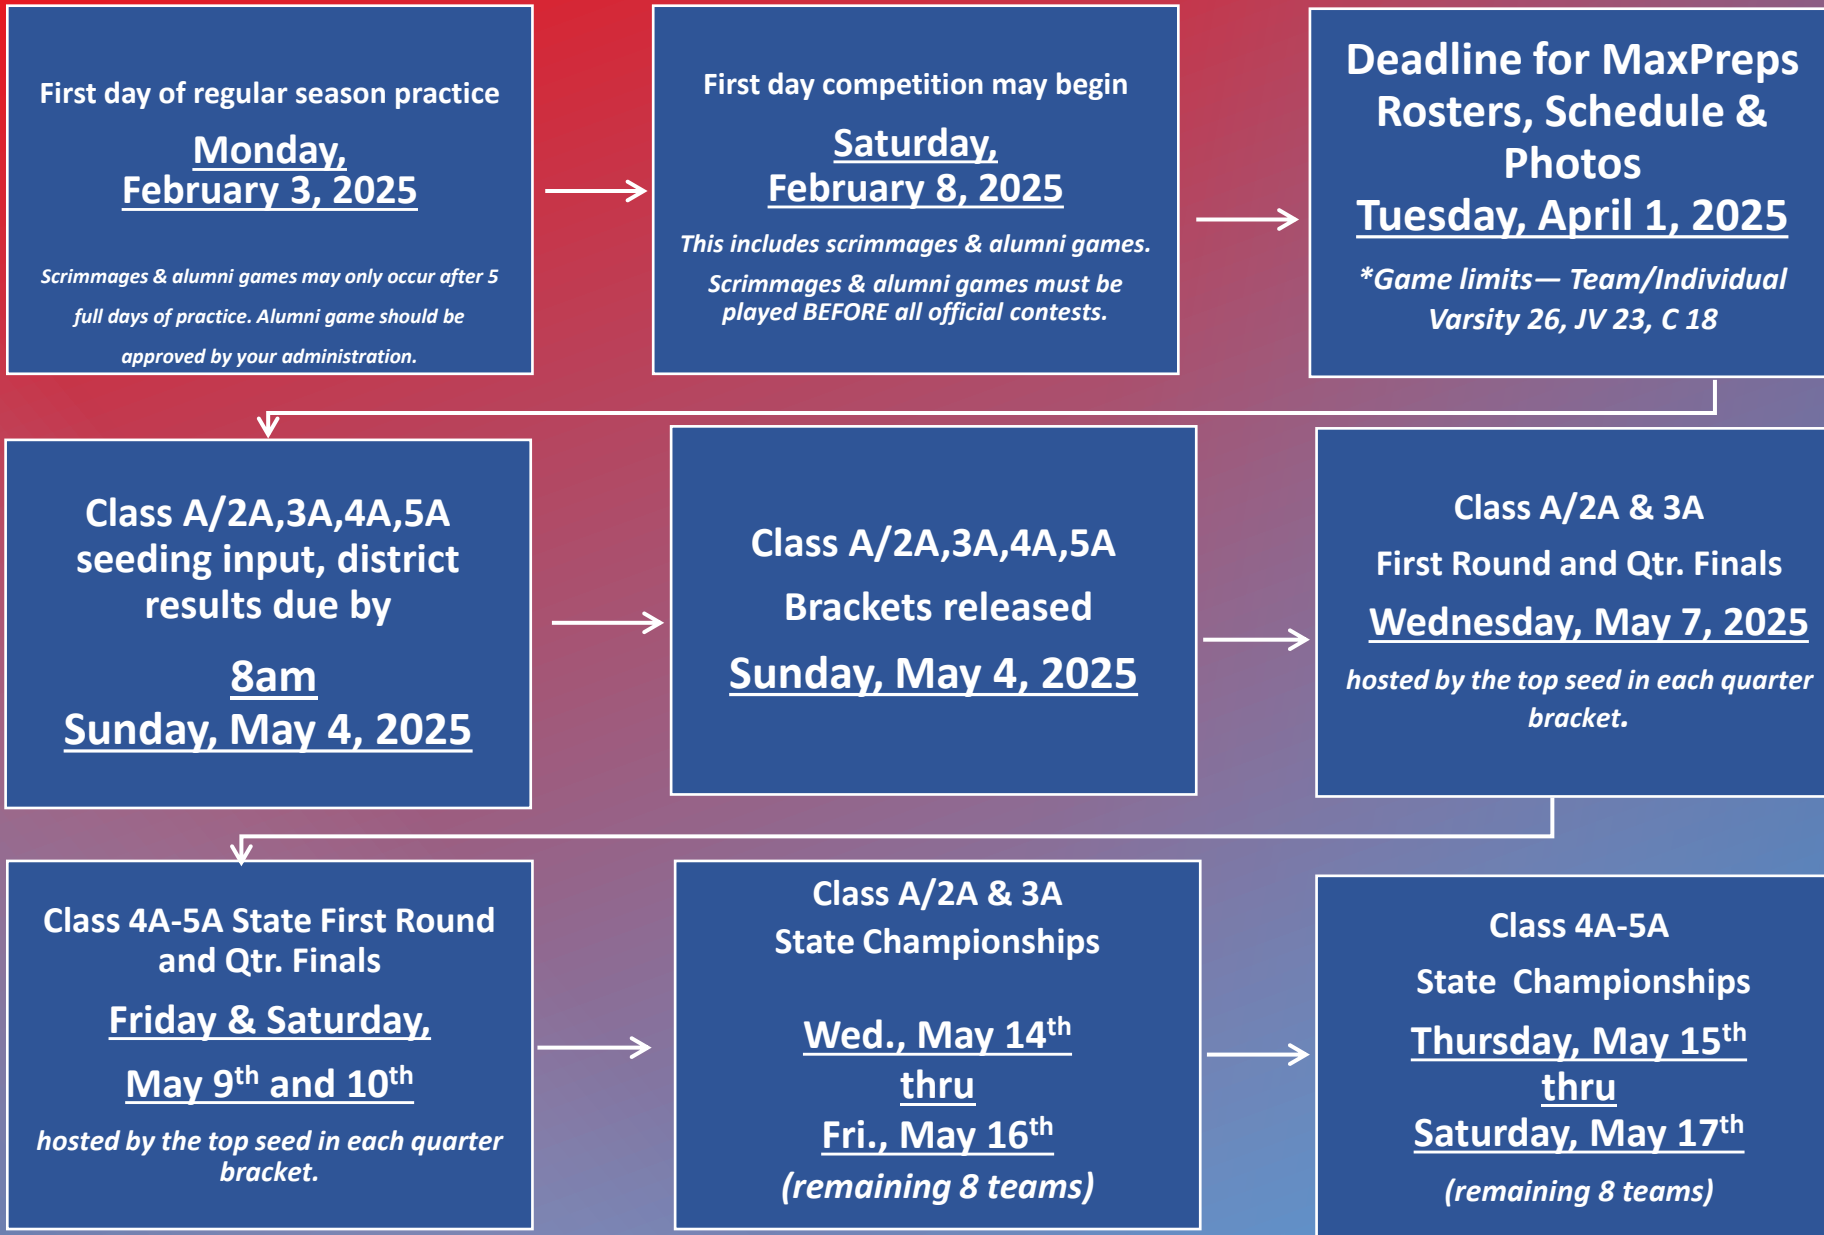 First day of regular season practice
Monday,
February 3, 2025
Scrimmages & alumni games may only occur after 5
full days of practice. Alumni game should be
approved by your administration.
First day competition may begin
Saturday,
February 8, 2025
This includes scrimmages & alumni games.
Scrimmages & alumni games must be
played BEFORE all official contests.
Deadline for MaxPreps
Rosters, Schedule &
Photos
Tuesday, April 1, 2025
*Game limits— Team/Individual
Varsity 26, JV 23, C 18
Class A/2A,3A,4A,5A
seeding input, district
results due by
8am
Sunday, May 4, 2025
Class A/2A,3A,4A,5A
Brackets released
Sunday, May 4, 2025
Class A/2A & 3A
First Round and Qtr. Finals
Wednesday, May 7, 2025
hosted by the top seed in each quarter
bracket.
Class 4A-5A State First Round
and Qtr. Finals
Friday & Saturday,
May 9th and 10th
hosted by the top seed in each quarter
bracket.
Class A/2A & 3A
State Championships
Wed., May 14th
thru
Fri., May 16th
(remaining 8 teams)
Class 4A-5A
State Championships
Thursday, May 15th
thru
Saturday, May 17th
(remaining 8 teams)